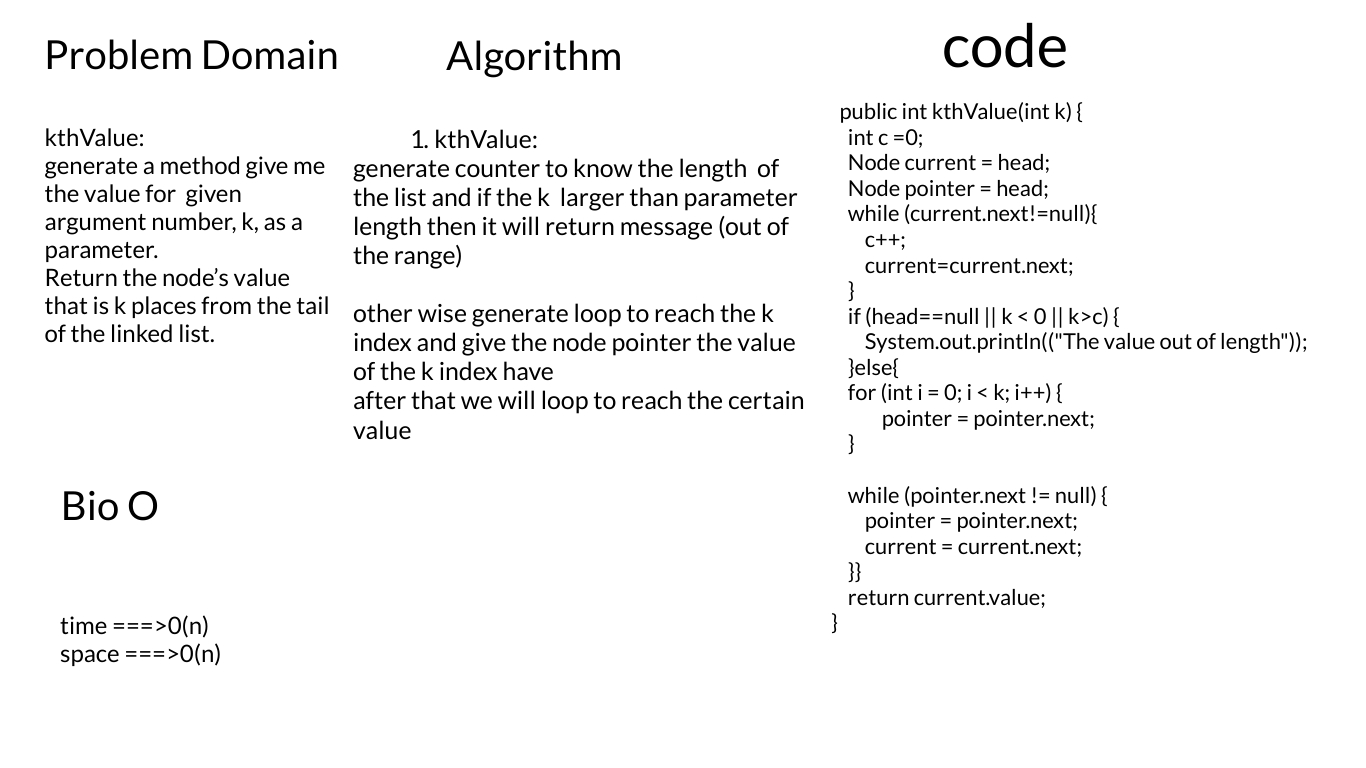 Problem Domain
kthValue:
generate a method give me
the value for  given
argument number, k, as a
parameter.
Return the node’s value
that is k places from the tail
of the linked list.
Bio O
time ===>0(n)
space ===>0(n)
Algorithm
1. kthValue:
generate counter to know the length  of
the list and if the k  larger than parameter
length then it will return message (out of
the range)
other wise generate loop to reach the k
index and give the node pointer the value
of the k index have
after that we will loop to reach the certain
value
code
public int kthValue(int k) {
int c =0;
Node current = head;
Node pointer = head;
while (current.next!=null){
c++;
current=current.next;
}
if (head==null || k < 0 || k>c) {
System.out.println(("The value out of length"));
}else{
for (int i = 0; i < k; i++) {
pointer = pointer.next;
}
while (pointer.next != null) {
pointer = pointer.next;
current = current.next;
}}
return current.value;
}